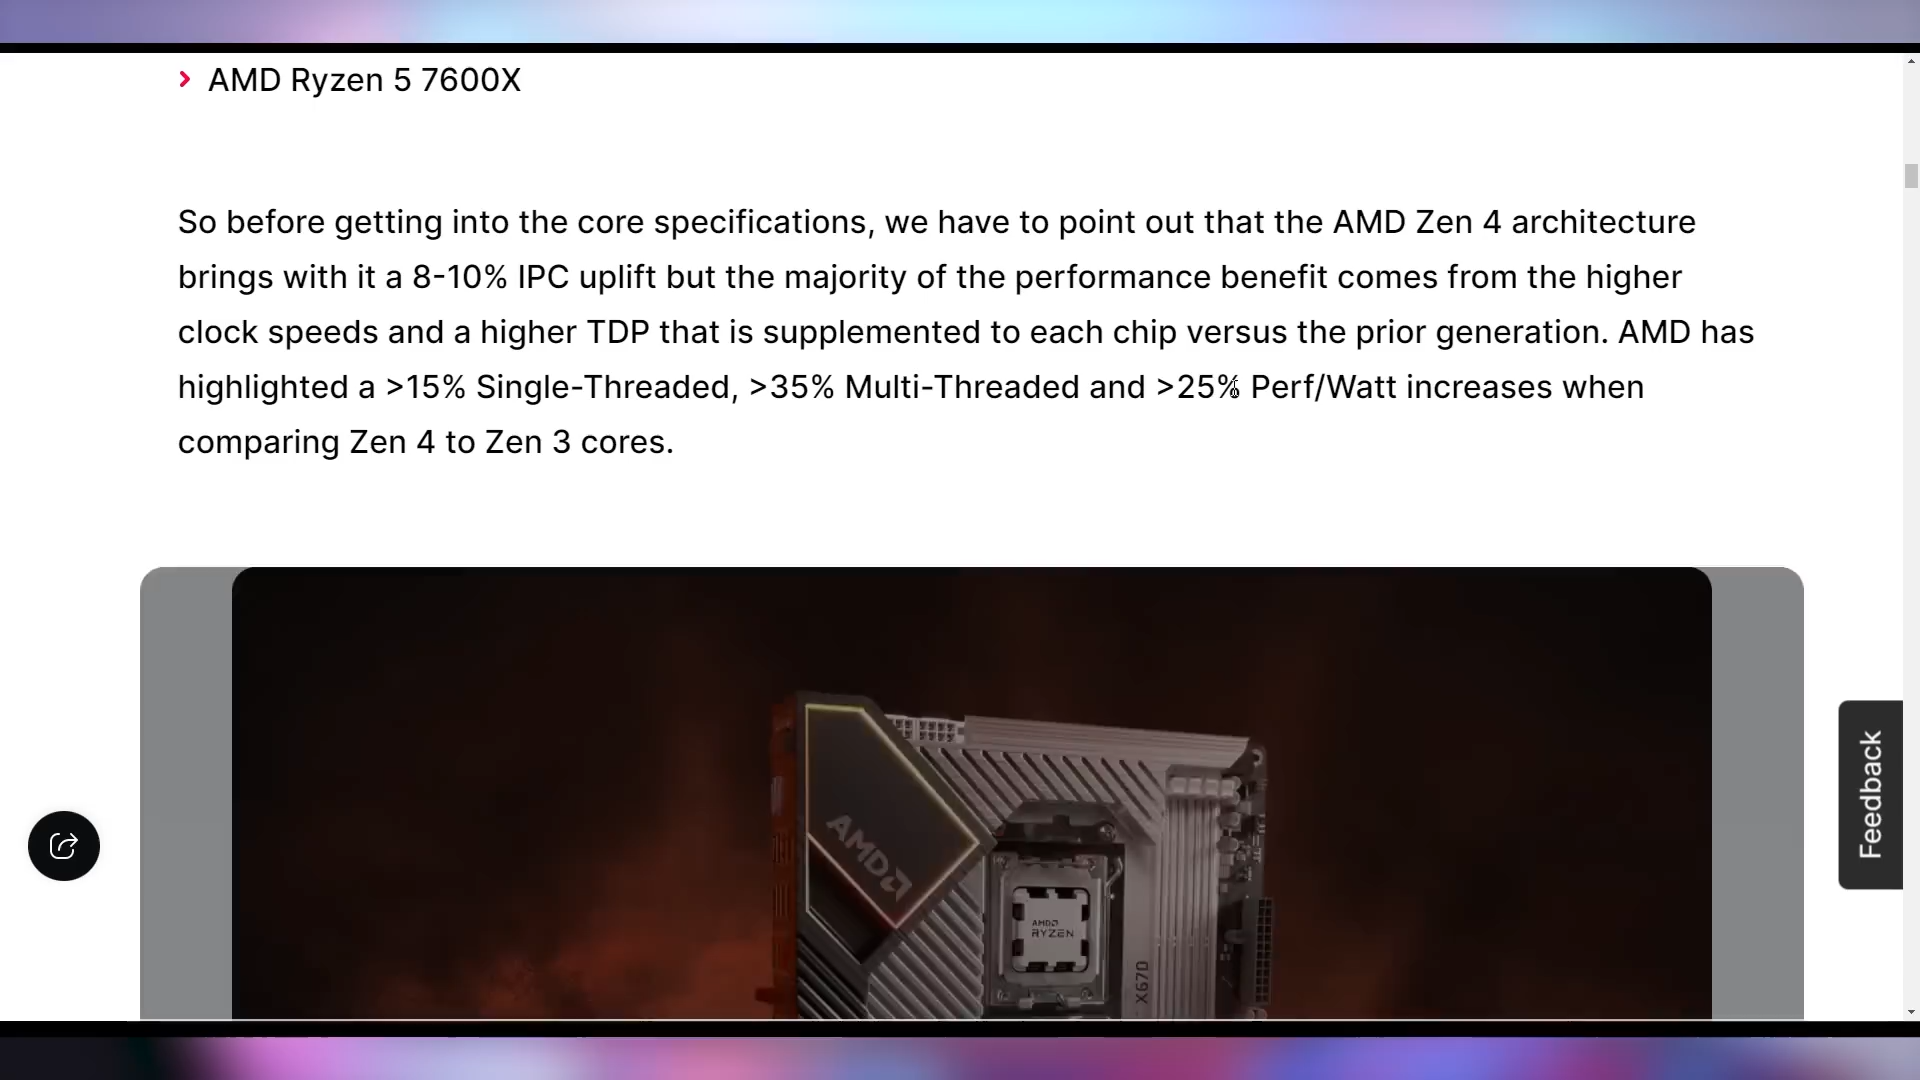 AMD Ryzen 5 7600X
So before getting into the core specifications, we have to point out that the AMD Zen 4 architecture
brings with it a 8-10% IPC uplift but the majority of the performance benefit comes from the higher
clock speeds and a higher TDP that is supplemented to each chip versus the prior generation. AMD has
highlighted a >15% Single-Threaded, >35% Multi-Threaded and >25% Perf/Watt increases when
comparing Zen 4 to Zen 3 cores.
Feedback
AMD
AMD
RYZEN
X670